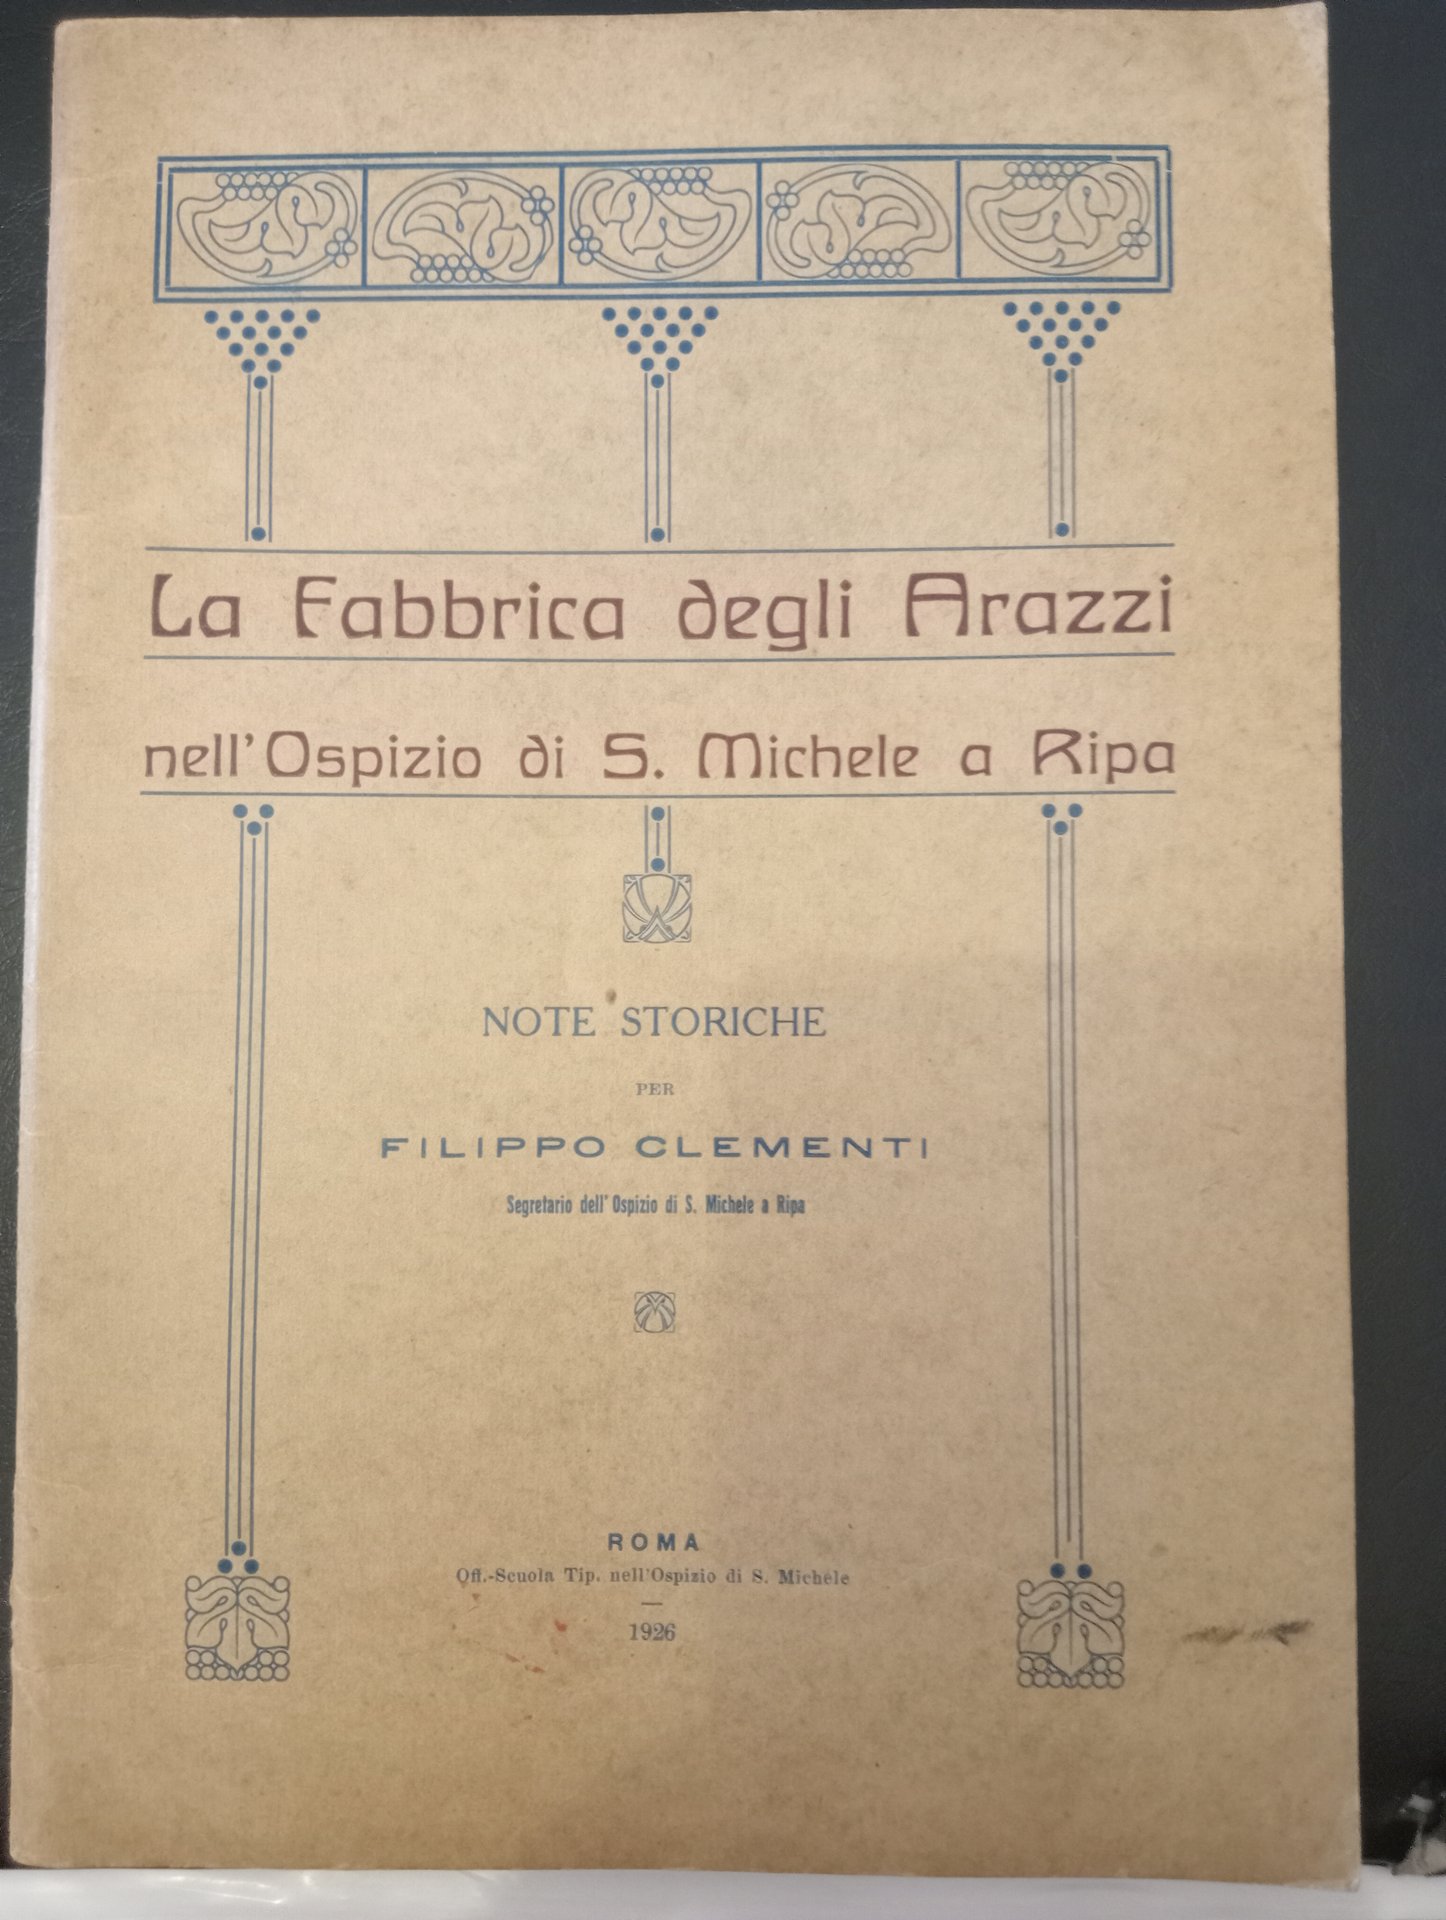 La Fabbrica degli Arazzi
nell'Ospizio di S. Michele a Ripa
NOTE STORICHE
PER
FILIPPO CLEMENTI
Segretario dell'Ospizio di S. Michele a Ripa
ROMA
Off.-Scuola Tip. nell'Ospizio di S. Michele
1926